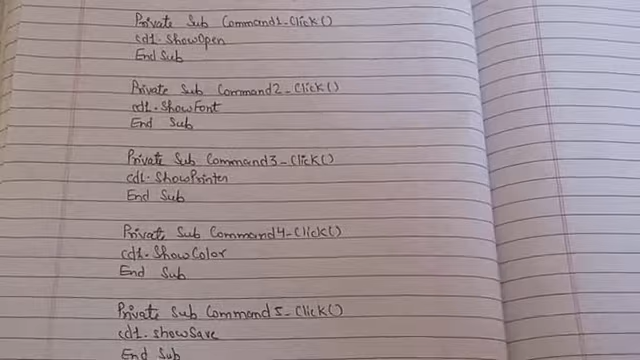 Private Sub Command1_Click()
cd1.ShowOpen
End Sub
Private Sub Command2_Click()
cd1.ShowFont
End Sub
Private Sub Command3_Click()
cd1.ShowPrinter
End Sub
Private Sub Command4_Click()
cd1.ShowColor
End Sub
Private Sub Command5_Click()
cd1.showSave
End Sub